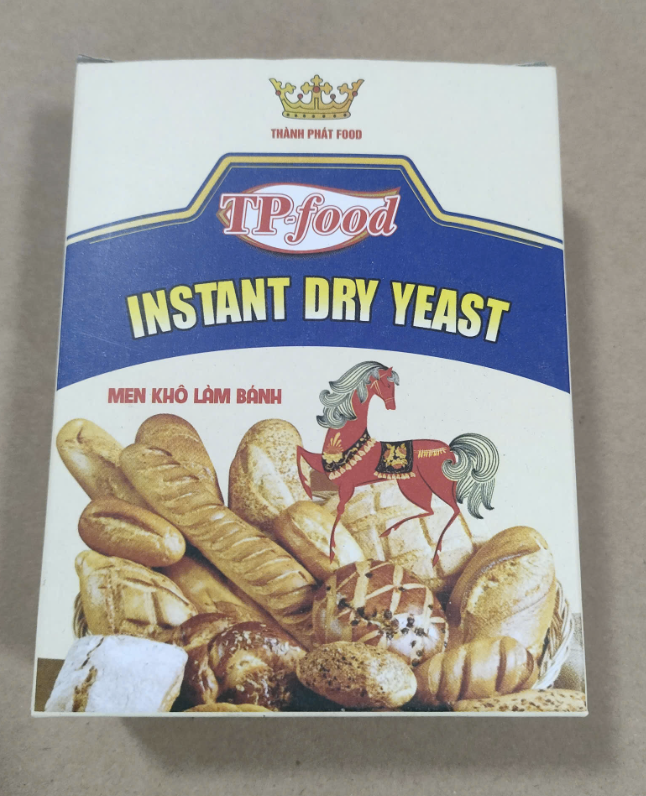 THÀNH PHÁT FOOD
TP-food
INSTANT DRY YEAST
MEN KHÔ LÀM BÁNH